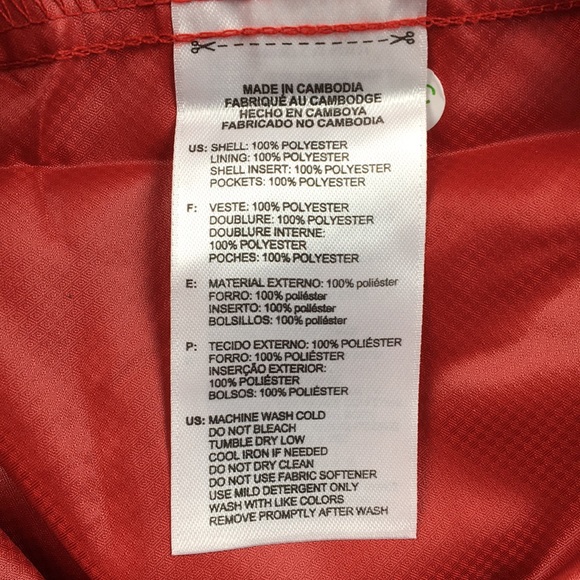 MADE IN CAMBODIA
FABRIQUÉ AU CAMBODGE
HECHO EN CAMBOYA
FABRICADO NO CAMBODIA
US: SHELL: 100% POLYESTER
LINING: 100% POLYESTER
SHELL INSERT: 100% POLYESTER
POCKETS: 100% POLYESTER
F: VESTE: 100% POLYESTER
DOUBLURE: 100% POLYESTER
DOUBLURE INTERNE:
100% POLYESTER
POCHES: 100% POLYESTER
E: MATERIAL EXTERNO: 100% poliéster
FORRO: 100% poliéster
INSERTO: 100% poliéster
BOLSILLOS: 100% poliéster
P: TECIDO EXTERNO: 100% POLIÉSTER
FORRO: 100% POLIÉSTER
INSERÇÃO EXTERIOR:
100% POLIÉSTER
BOLSOS: 100% POLIÉSTER
US: MACHINE WASH COLD
DO NOT BLEACH
TUMBLE DRY LOW
COOL IRON IF NEEDED
DO NOT DRY CLEAN
DO NOT USE FABRIC SOFTENER
USE MILD DETERGENT ONLY
WASH WITH LIKE COLORS
REMOVE PROMPTLY AFTER WASH